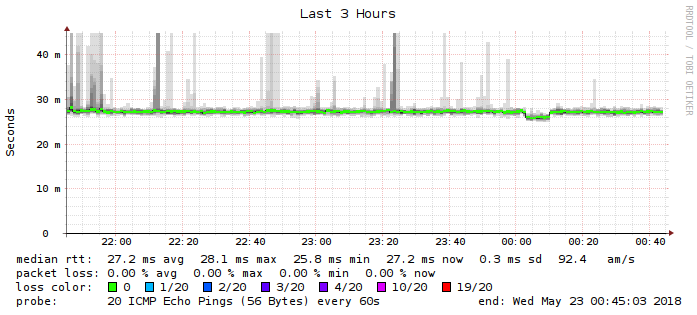 Last 3 Hours
RRDTOOL / TOBI OETIKER
Seconds
40 m
30 m
20 m
10 m
0
22:00 22:20 22:40 23:00 23:20 23:40 00:00 00:20 00:40
median rtt: 27.2 ms avg 28.1 ms max 25.8 ms min 27.2 ms now 0.3 ms sd 92.4 am/s
packet loss: 0.00 % avg 0.00 % max 0.00 % min 0.00 % now
loss color: 0 1/20 2/20 3/20 4/20 10/20 19/20
probe: 20 ICMP Echo Pings (56 Bytes) every 60s end: Wed May 23 00:45:03 2018